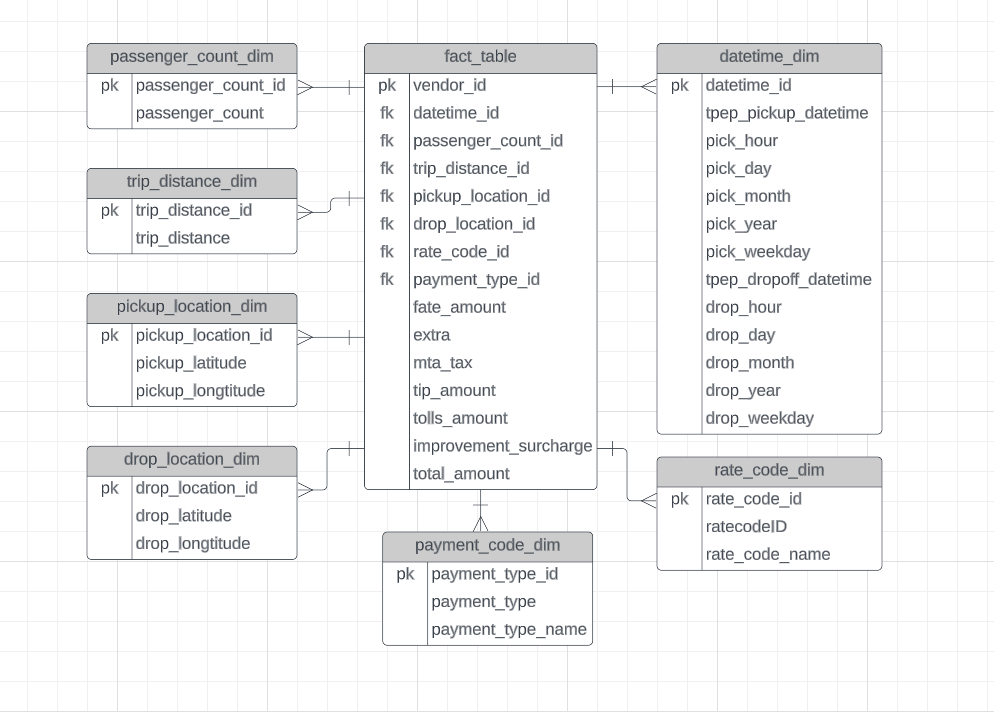 passenger_count_dim
pk passenger_count_id
passenger_count
trip_distance_dim
pk trip_distance_id
trip_distance
pickup_location_dim
pk pickup_location_id
pickup_latitude
pickup_longtitude
drop_location_dim
pk drop_location_id
drop_latitude
drop_longtitude
fact_table
pk vendor_id
fk datetime_id
fk passenger_count_id
fk trip_distance_id
fk pickup_location_id
fk drop_location_id
fk rate_code_id
fk payment_type_id
fate_amount
extra
mta_tax
tip_amount
tolls_amount
improvement_surcharge
total_amount
payment_code_dim
pk payment_type_id
payment_type
payment_type_name
datetime_dim
pk datetime_id
tpep_pickup_datetime
pick_hour
pick_day
pick_month
pick_year
pick_weekday
tpep_dropoff_datetime
drop_hour
drop_day
drop_month
drop_year
drop_weekday
rate_code_dim
pk rate_code_id
ratecodeID
rate_code_name